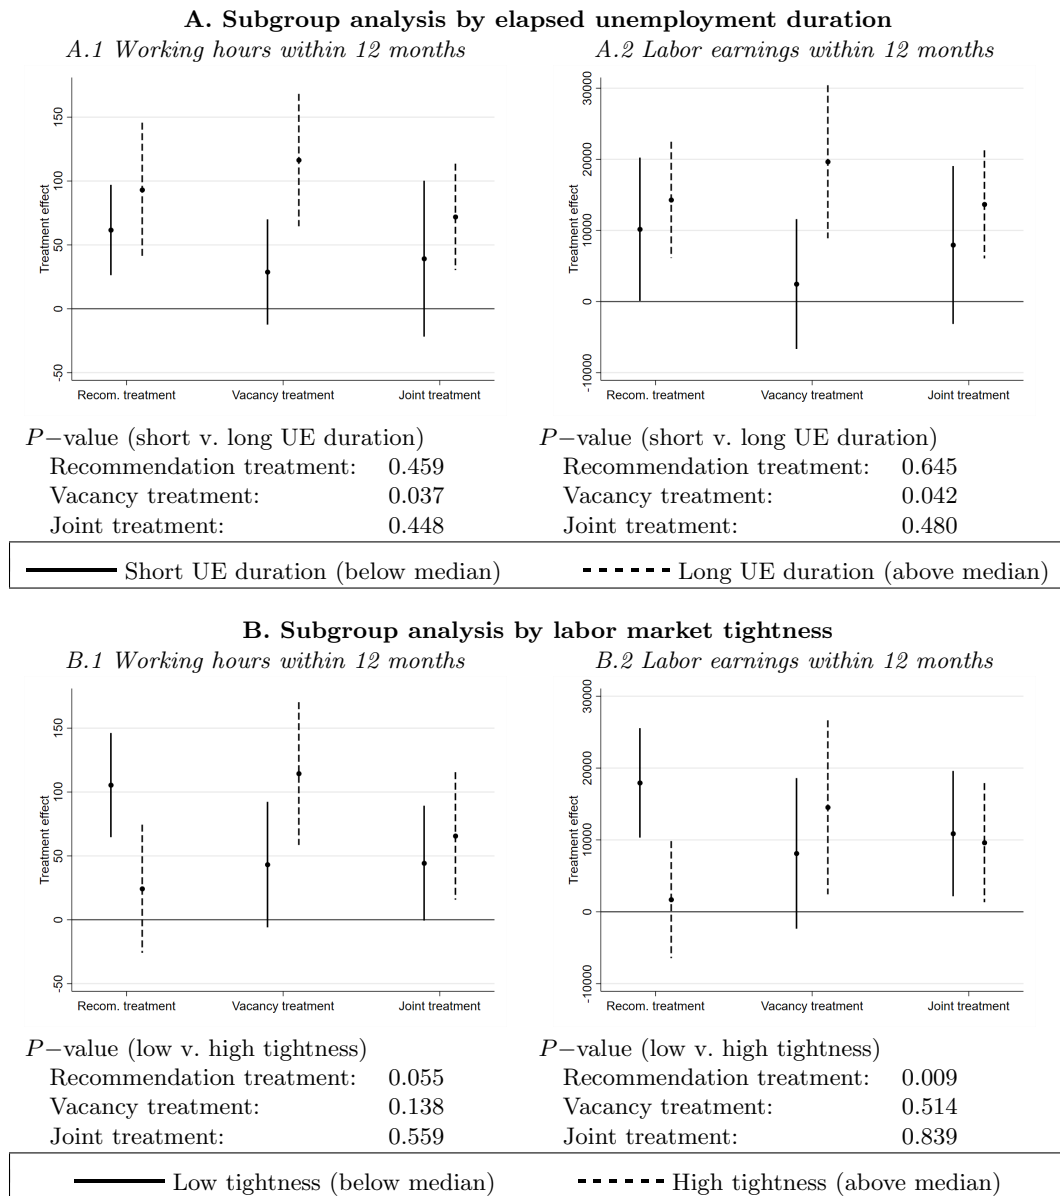 A. Subgroup analysis by elapsed unemployment duration
A.1 Working hours within 12 months
A.2 Labor earnings within 12 months
Treatment effect
150
100
50
0
-50
Recom. treatment
Vacancy treatment
Joint treatment
Treatment effect
30000
20000
10000
0
-10000
Recom. treatment
Vacancy treatment
Joint treatment
P−value (short v. long UE duration)
Recommendation treatment: 0.459
Vacancy treatment: 0.037
Joint treatment: 0.448
P−value (short v. long UE duration)
Recommendation treatment: 0.645
Vacancy treatment: 0.042
Joint treatment: 0.480
Short UE duration (below median)
Long UE duration (above median)
B. Subgroup analysis by labor market tightness
B.1 Working hours within 12 months
B.2 Labor earnings within 12 months
Treatment effect
150
100
50
0
-50
Recom. treatment
Vacancy treatment
Joint treatment
Treatment effect
30000
20000
10000
0
-10000
Recom. treatment
Vacancy treatment
Joint treatment
P−value (low v. high tightness)
Recommendation treatment: 0.055
Vacancy treatment: 0.138
Joint treatment: 0.559
P−value (low v. high tightness)
Recommendation treatment: 0.009
Vacancy treatment: 0.514
Joint treatment: 0.839
Low tightness (below median)
High tightness (above median)